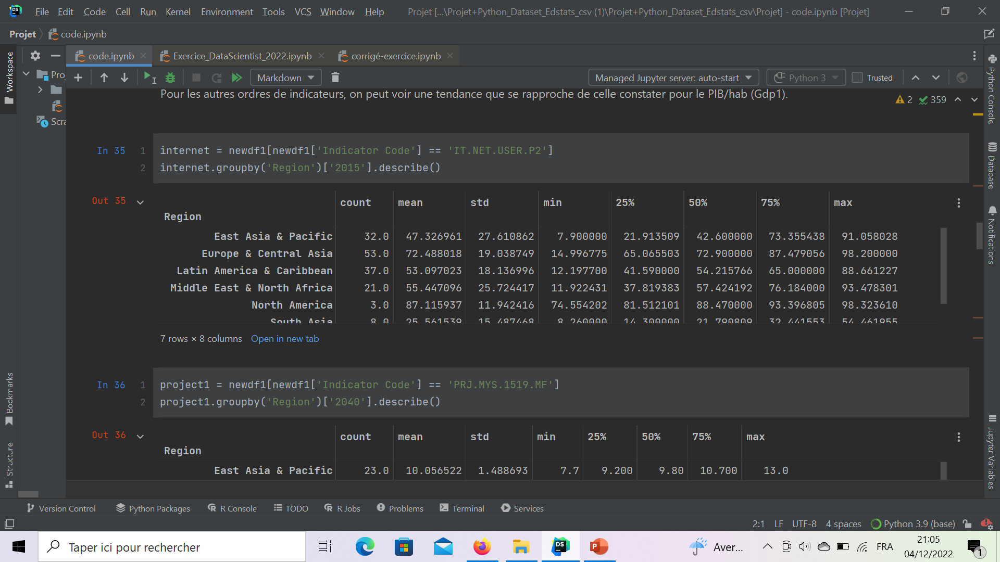 File Edit Code Cell Run Kernel Environment Tools VCS Window Help Projet [...\Projet+Python_Dataset_Edstats_csv (1)\Projet+Python_Dataset_Edstats_csv\Projet] - code.ipynb [Projet]
Projet code.ipynb
code.ipynb Exercice_DataScientist_2022.ipynb corrigé-exercice.ipynb
Workspace
Proj
Scra
Markdown Managed Jupyter server: auto-start Python 3 Trusted
Pour les autres ordres de indicateurs, on peut voir une tendance que se rapproche de celle constater pour le PIB/hab (Gdp1).
2 359
In 35 1 internet = newdf1[newdf1['Indicator Code'] == 'IT.NET.USER.P2']
2 internet.groupby('Region')['2015'].describe()
Out 35 count mean std min 25% 50% 75% max
Region
East Asia & Pacific 32.0 47.326961 27.610862 7.900000 21.913509 42.600000 73.355438 91.058028
Europe & Central Asia 53.0 72.488018 19.038749 14.996775 65.065503 72.900000 87.479056 98.200000
Latin America & Caribbean 37.0 53.097023 18.136996 12.197700 41.590000 54.215766 65.000000 88.661227
Middle East & North Africa 21.0 55.447096 25.724417 11.922431 37.819383 57.424192 76.184000 93.478301
North America 3.0 87.115937 11.942416 74.554202 81.512101 88.470000 93.396805 98.323610
South Asia 8.0 25.561539 15.487468 8.260000 14.300000 21.790809 32.441553 54.461955
7 rows × 8 columns Open in new tab
In 36 1 project1 = newdf1[newdf1['Indicator Code'] == 'PRJ.MYS.1519.MF']
2 project1.groupby('Region')['2040'].describe()
Out 36 count mean std min 25% 50% 75% max
Region
East Asia & Pacific 23.0 10.056522 1.488693 7.7 9.200 9.80 10.700 13.0
Bookmarks
Structure
Python Console
Database
Notifications
Jupyter Variables
Version Control Python Packages R Console TODO R Jobs Problems Terminal Services
2:1 LF UTF-8 4 spaces Python 3.9 (base)
Taper ici pour rechercher
DS
P
Aver...
FRA
21:05
04/12/2022
1